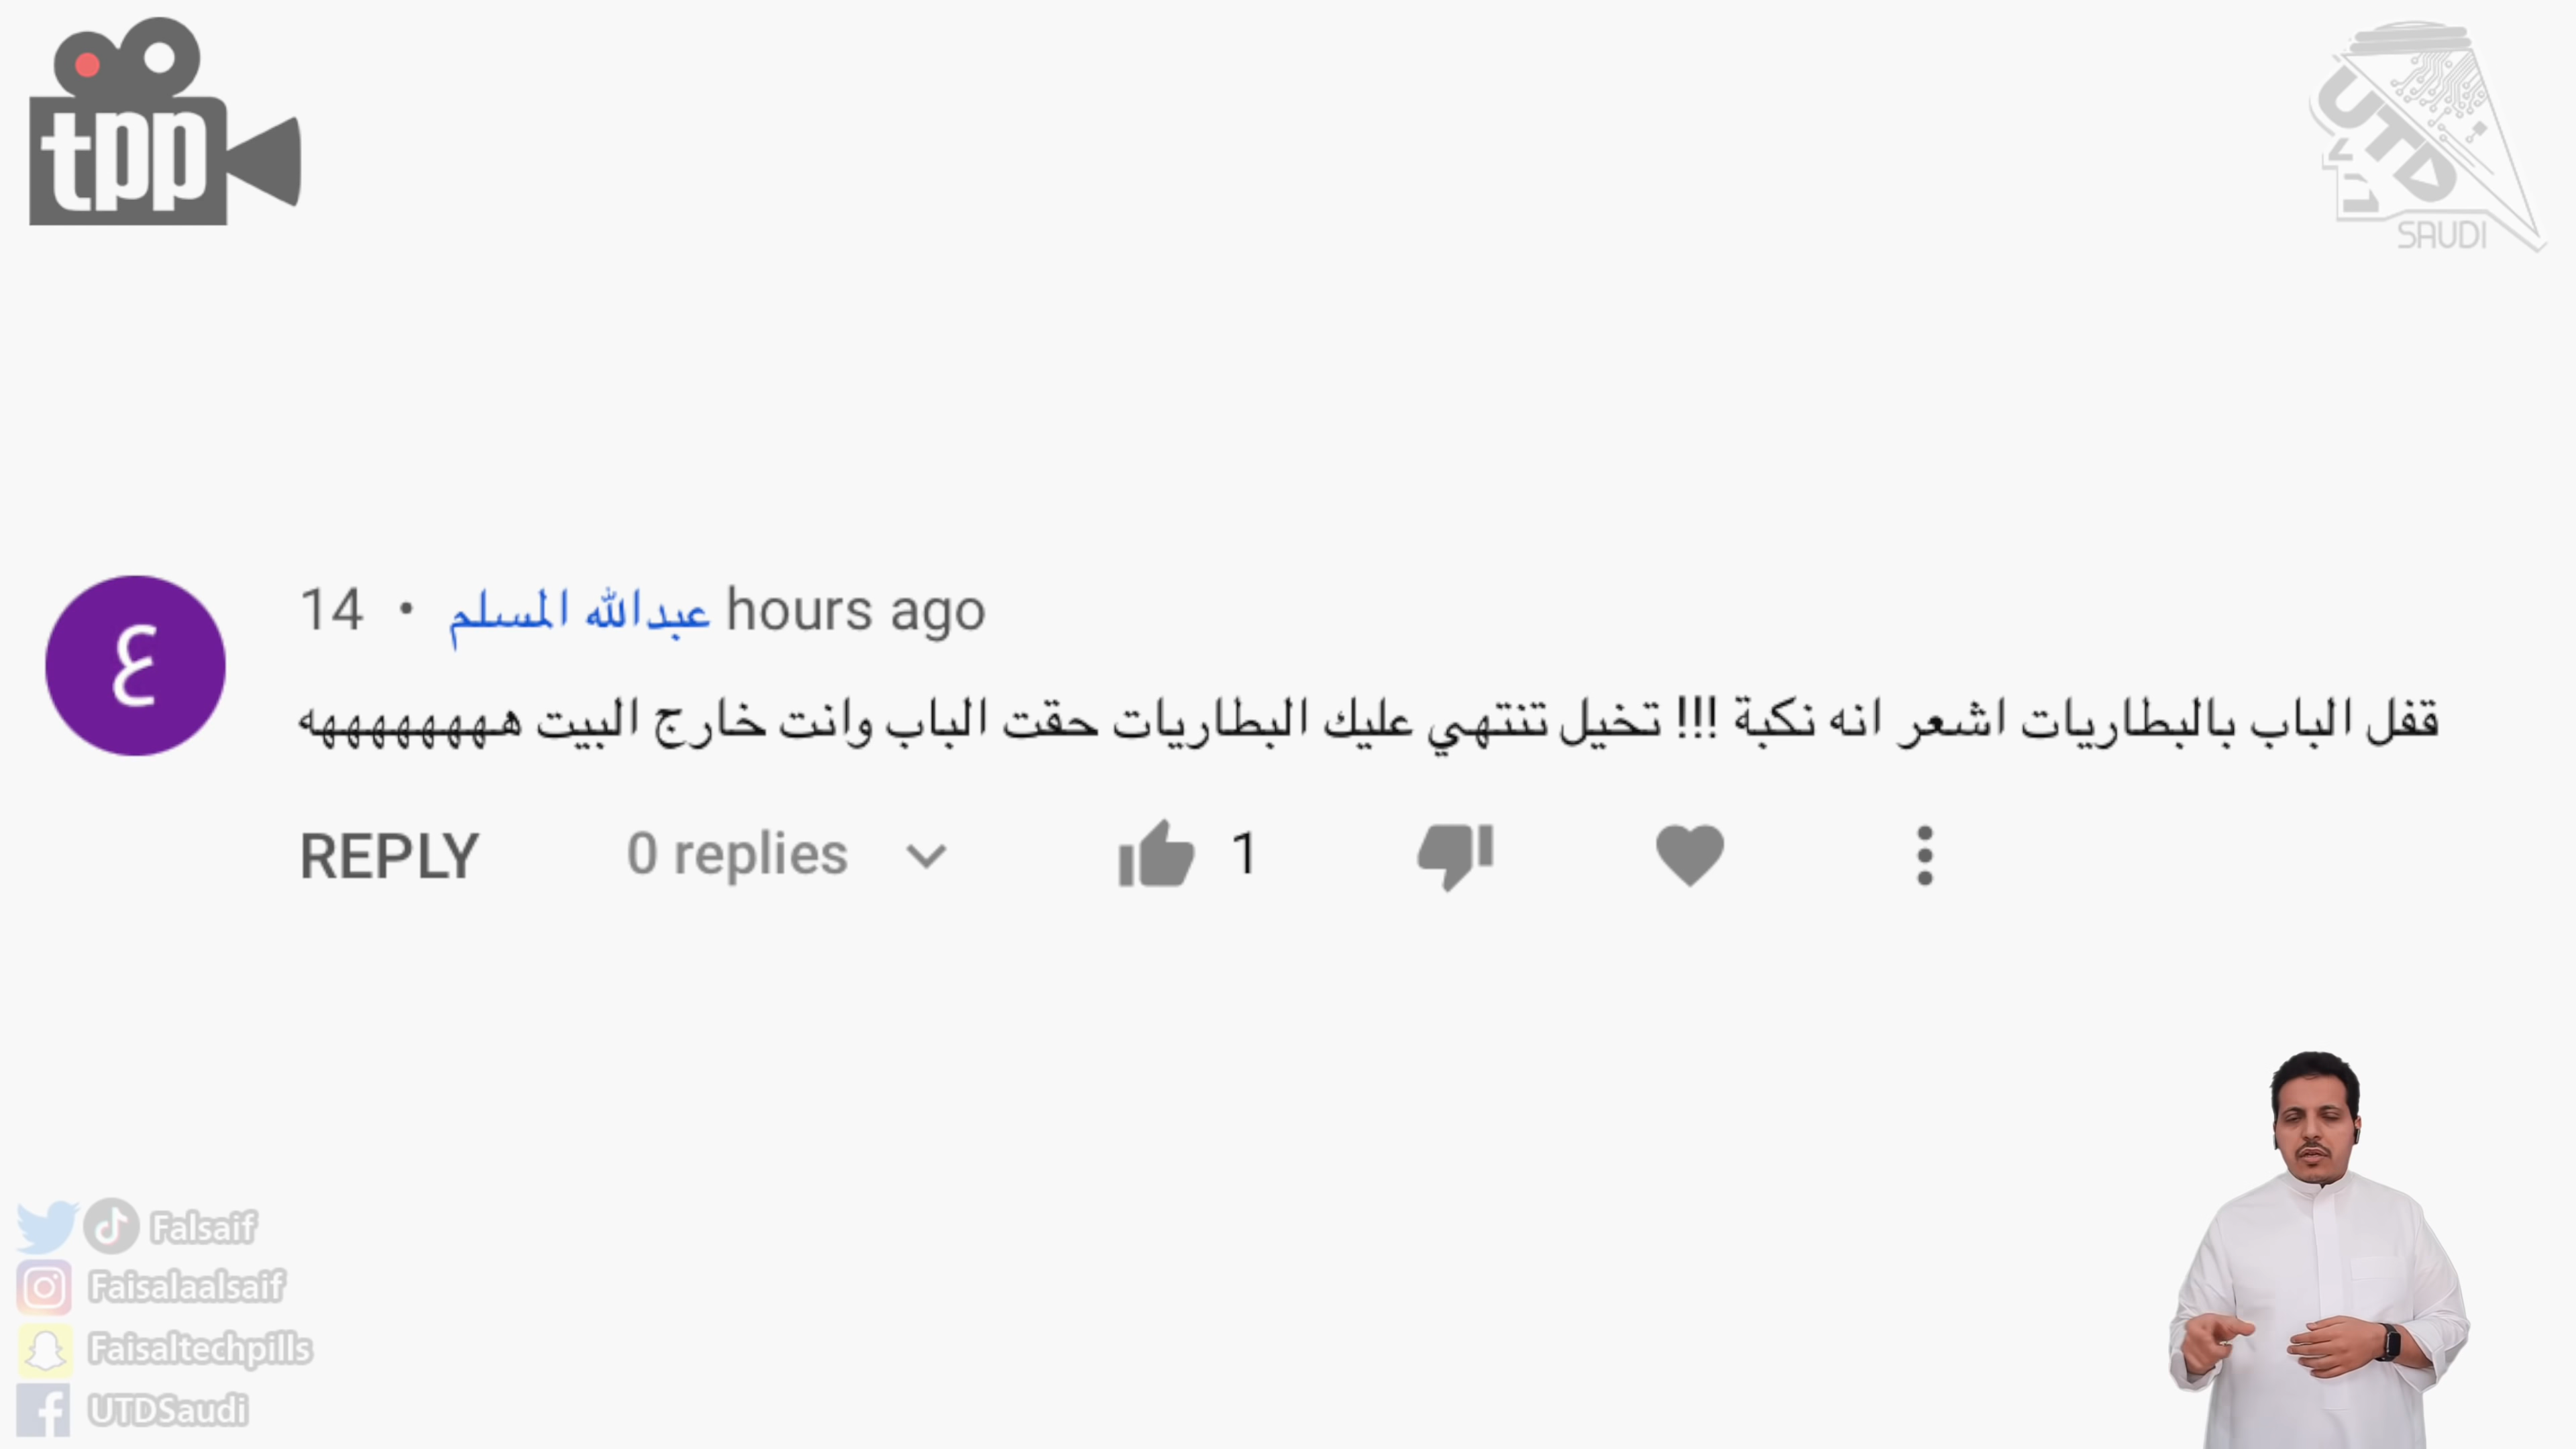 tpp
UTD
SAUDI
ع
14 • عبدالله المسلم hours ago
قفل الباب بالبطاريات اشعر انه نكبة !!! تخيل تنتهي عليك البطاريات حقت الباب وانت خارج البيت ههههههههه
REPLY 0 replies 1
Falsaif
Faisalaalsaif
Faisaltechpills
UTDSaudi